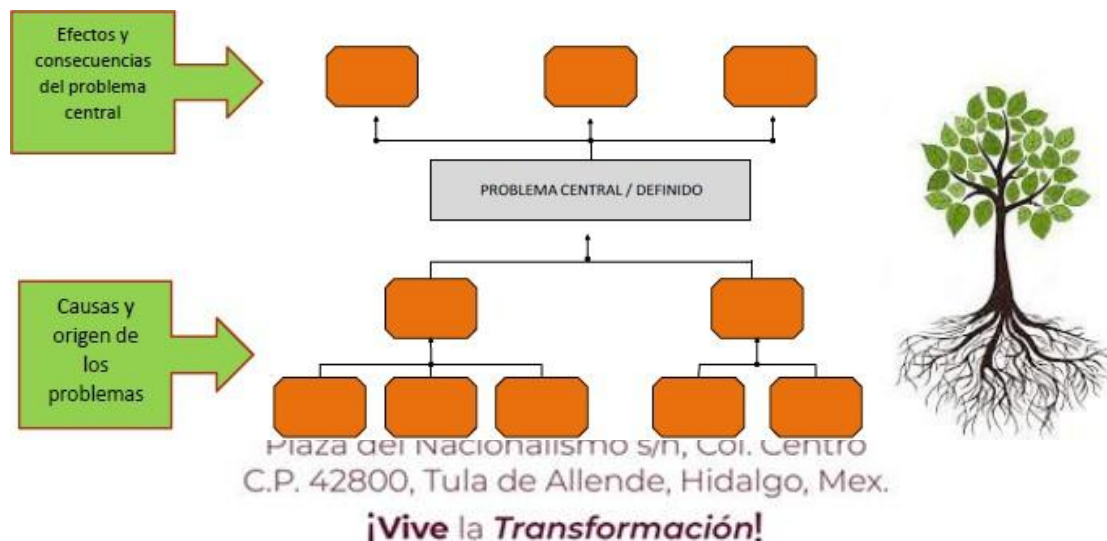 Efectos y
consecuencias
del problema
central
PROBLEMA CENTRAL / DEFINIDO
Causas y
origen de
los
problemas
Plaza del Nacionalismo s/n, Col. Centro
C.P. 42800, Tula de Allende, Hidalgo, Mex.
¡Vive la Transformación!